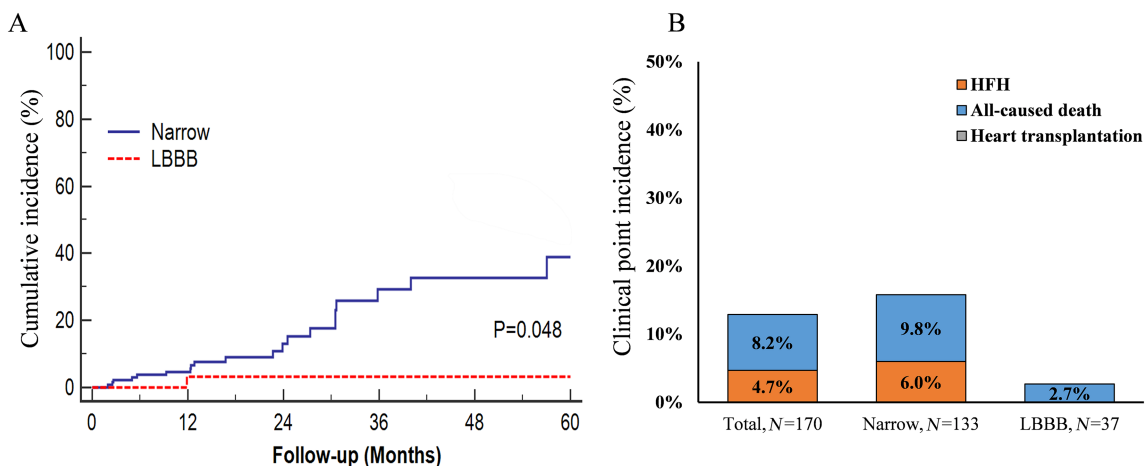 A
Cumulative incidence (%)
100
80
60
40
20
0
Narrow
LBBB
P=0.048
0 12 24 36 48 60
Follow-up (Months)
B
Clinical point incidence (%)
50%
40%
30%
20%
10%
0%
HFH
All-caused death
Heart transplantation
8.2%
4.7%
9.8%
6.0%
2.7%
Total, N=170 Narrow, N=133 LBBB, N=37